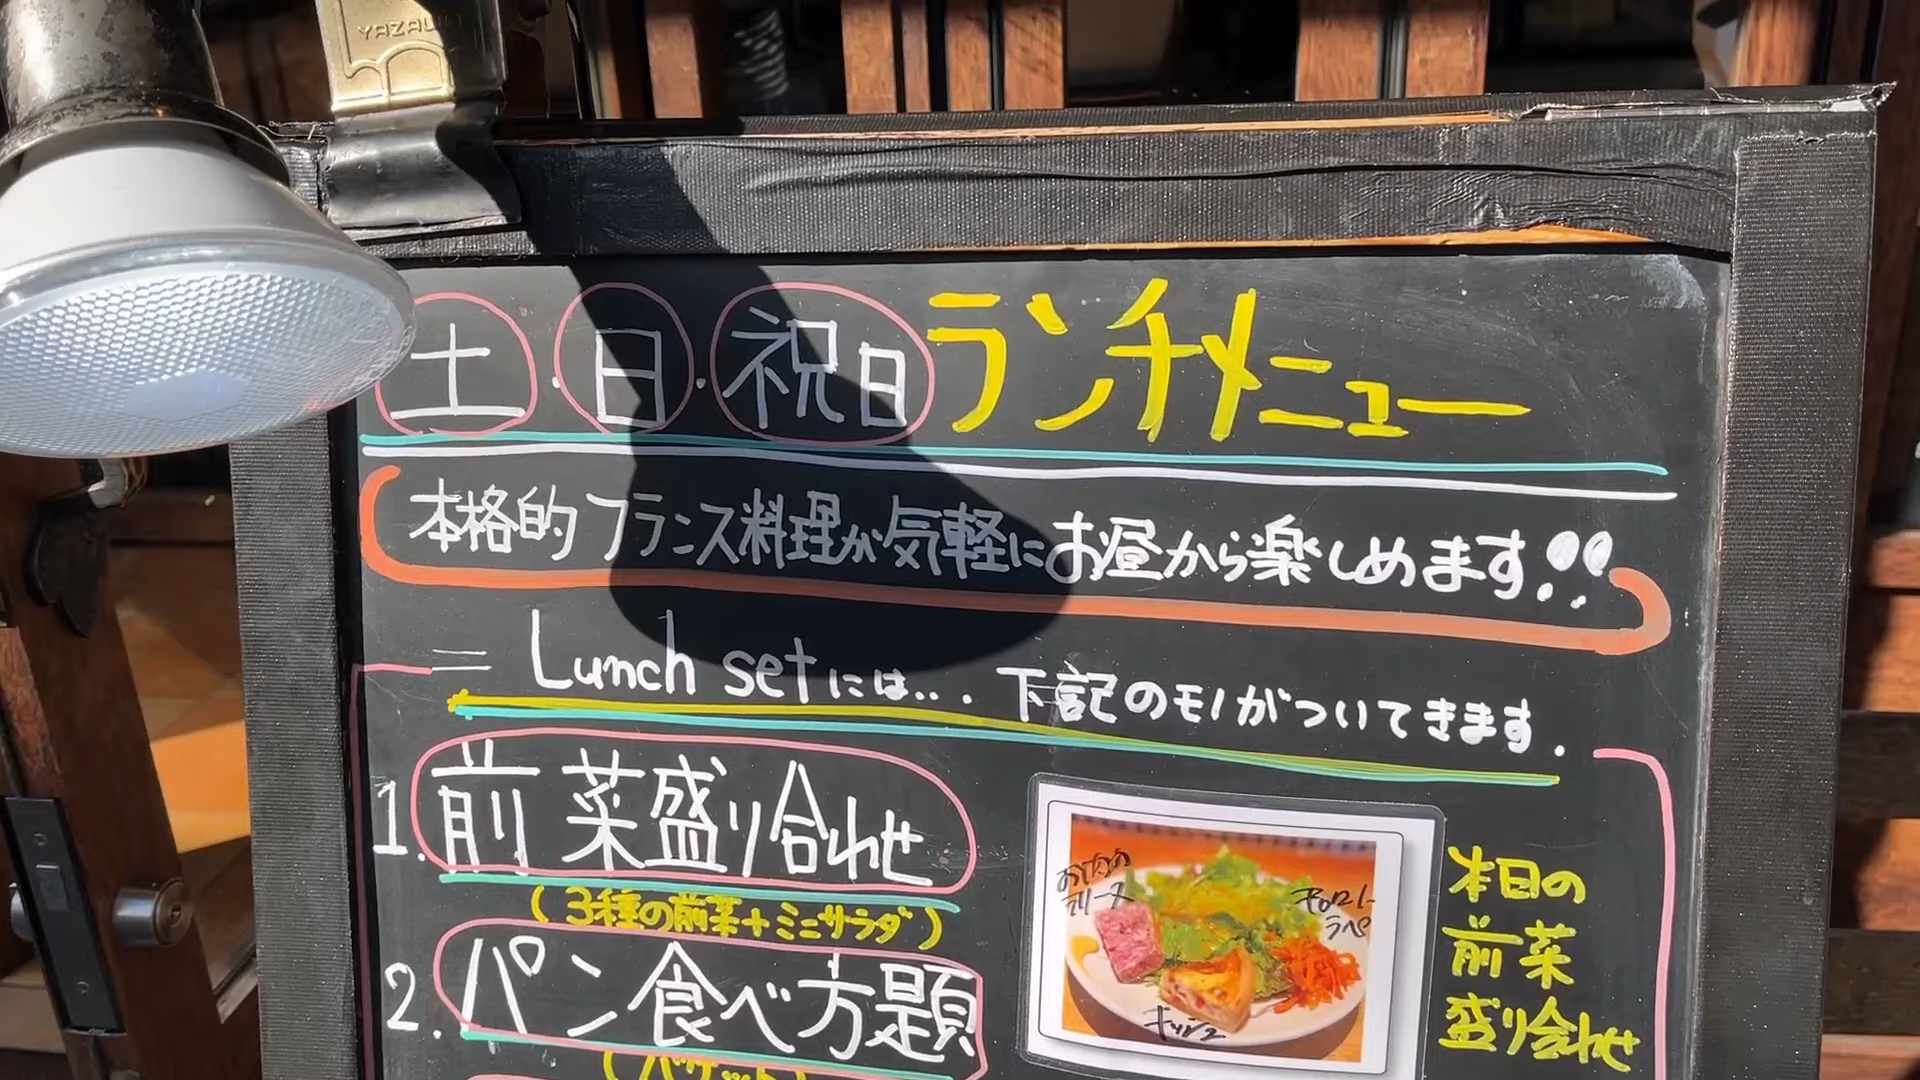 土・日・祝日ランチメニュー
本格的フランス料理が気軽にお昼から楽しめます!!
= Lunch setには... 下記のモノがついてきます.
1. 前菜盛り合わせ
(3種の前菜+ミニサラダ)
2. パン食べ方題
(バゲット)
お肉の
テリーヌ
キャロット
ラペ
キッシュ
本日の
前菜
盛り合わせ